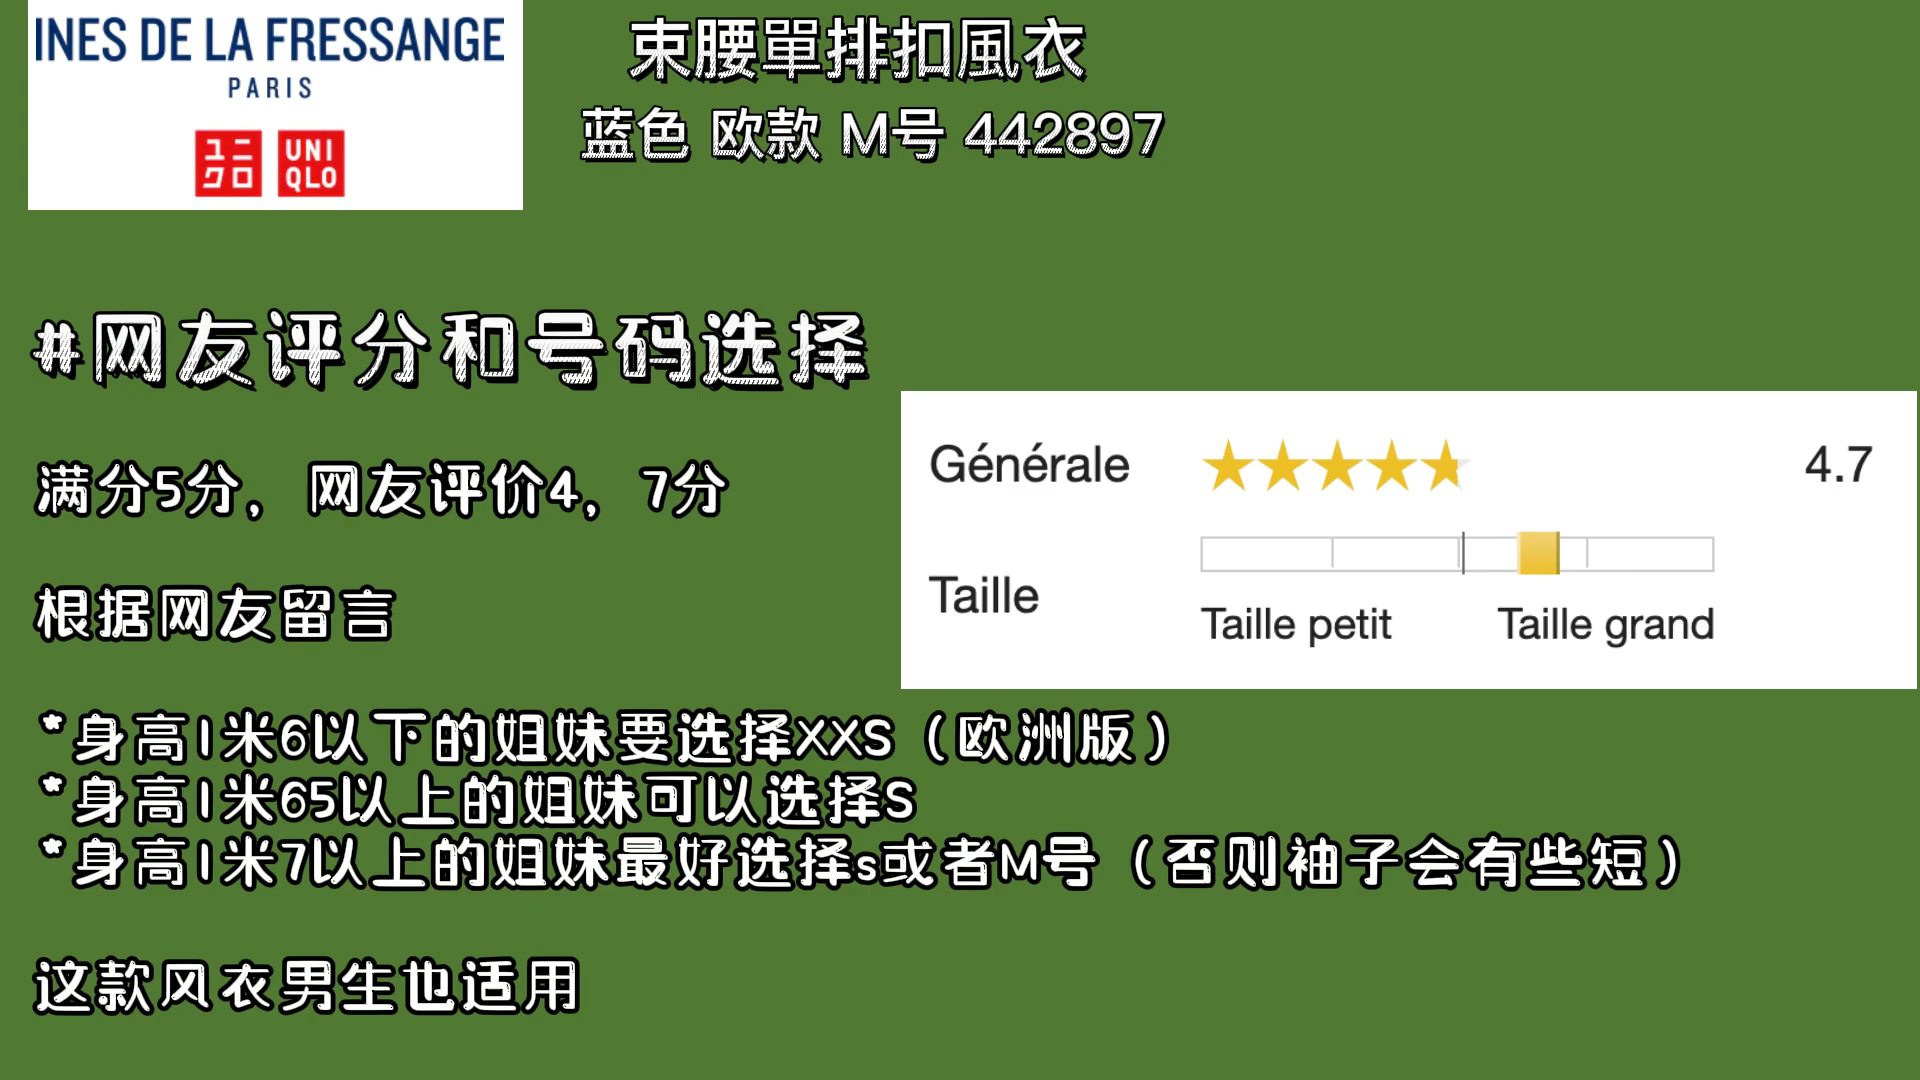 INES DE LA FRESSANGE
PARIS
ユニ
クロ
UNI
QLO
束腰單排扣風衣
蓝色 欧款 M号 442897
#网友评分和号码选择
满分5分，网友评价4，7分
Générale 4.7
Taille
Taille petit Taille grand
根据网友留言
*身高1米6以下的姐妹要选择XXS（欧洲版）
*身高1米65以上的姐妹可以选择S
*身高1米7以上的姐妹最好选择s或者M号（否则袖子会有些短）
这款风衣男生也适用